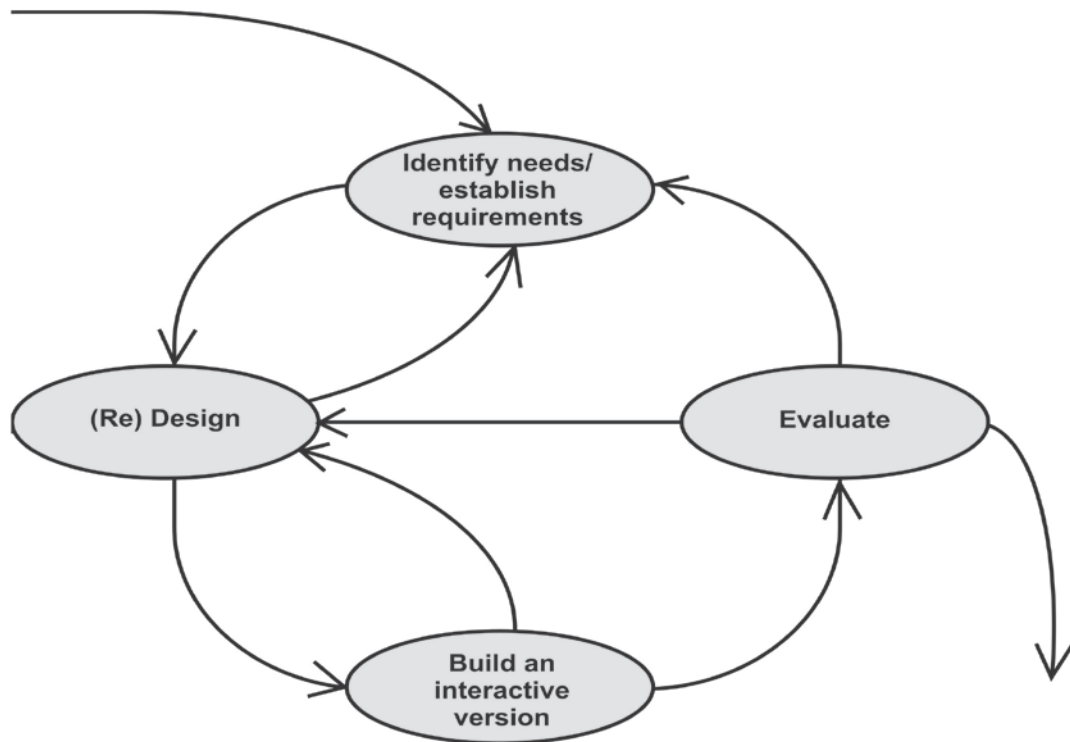 Identify needs/
establish
requirements
(Re) Design
Evaluate
Build an
interactive
version